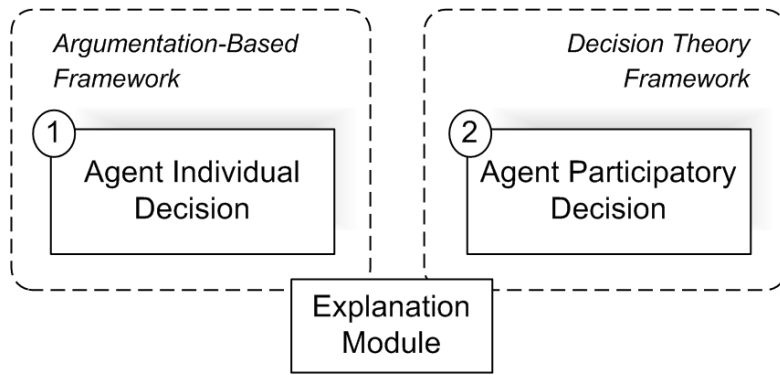 Argumentation-Based
Framework
1
Agent Individual
Decision
Decision Theory
Framework
2
Agent Participatory
Decision
Explanation
Module